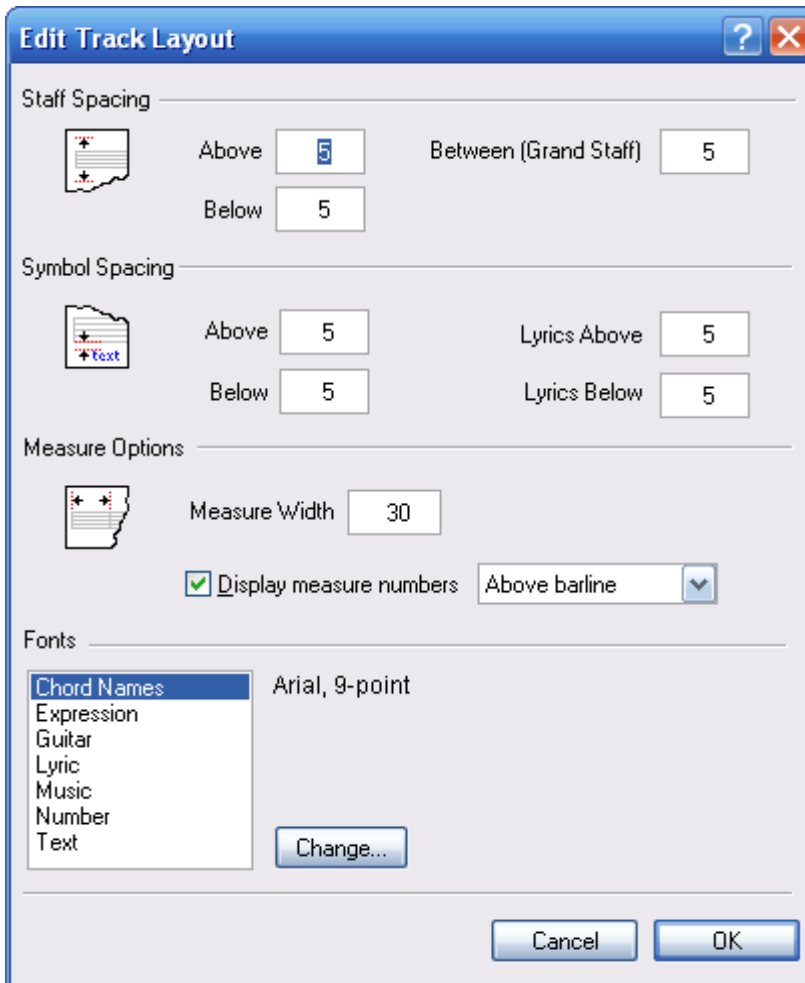 Edit Track Layout
?
Staff Spacing
Above 5 Between (Grand Staff) 5
Below 5
Symbol Spacing
text
Above 5 Lyrics Above 5
Below 5 Lyrics Below 5
Measure Options
Measure Width 30
Display measure numbers Above barline
Fonts
Chord Names Arial, 9-point
Expression
Guitar
Lyric
Music
Number
Text
Change...
Cancel OK